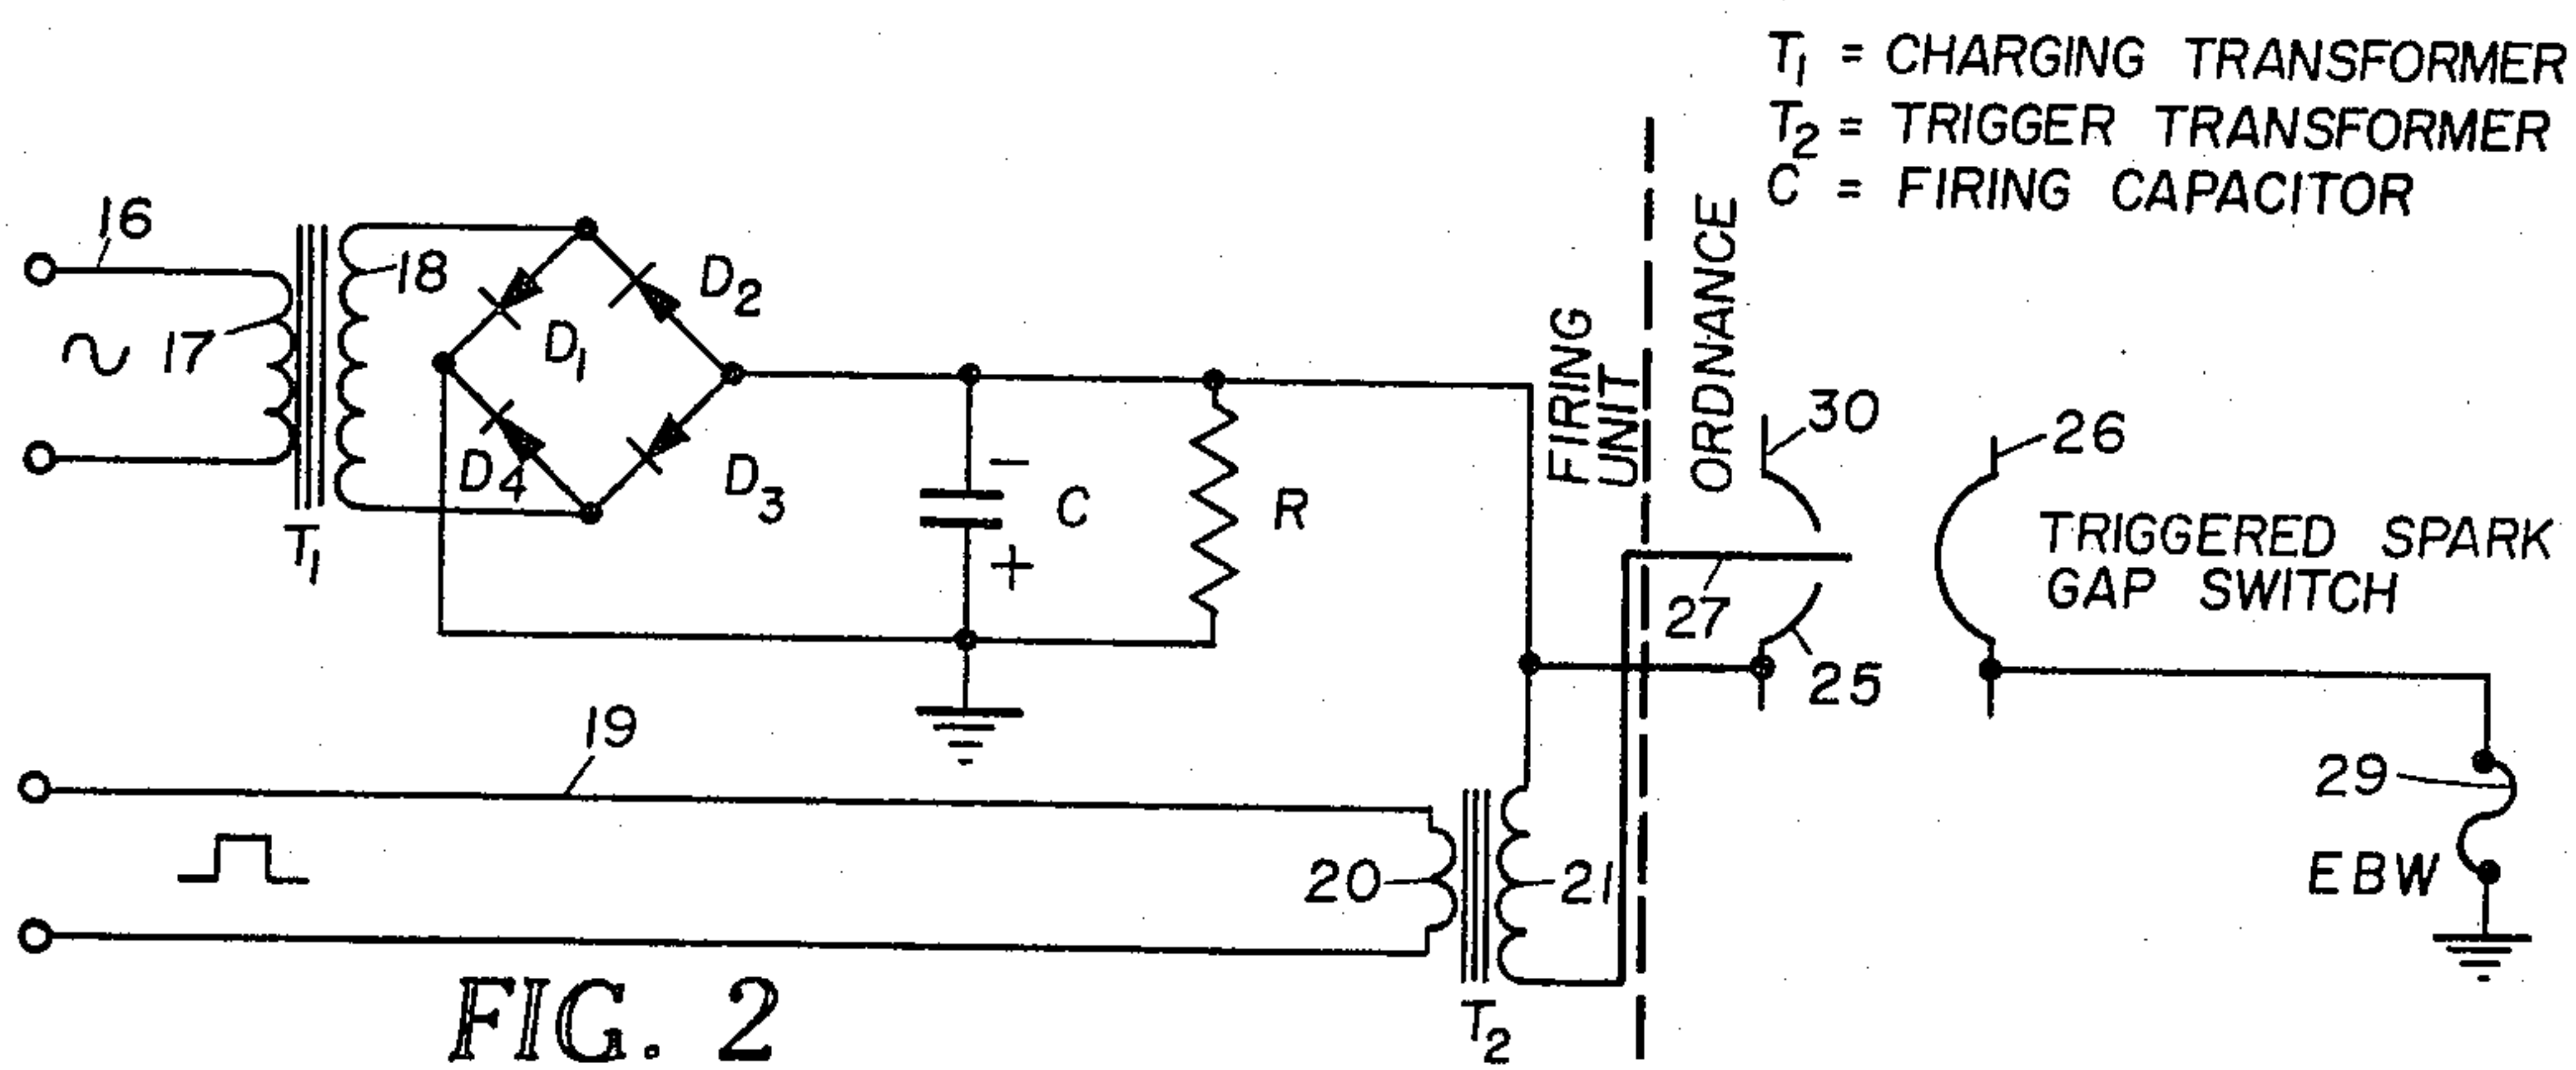 T1 = CHARGING TRANSFORMER
T2 = TRIGGER TRANSFORMER
C = FIRING CAPACITOR
16
17
18
T1
D1
D2
D3
D4
−
C
+
R
FIRING
UNIT
ORDNANCE
30
26
TRIGGERED SPARK
GAP SWITCH
27
25
19
29
EBW
20
21
T2
FIG. 2